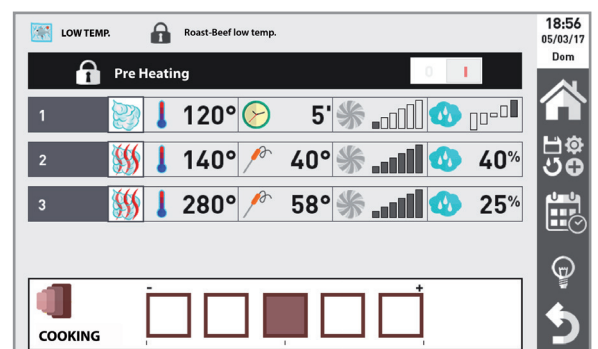 LOW TEMP. Roast-Beef low temp. 18:56
05/03/17
Dom
Pre Heating 0 I
1 120° 5'
2 140° 40° 40%
3 280° 58° 25%
- +
COOKING